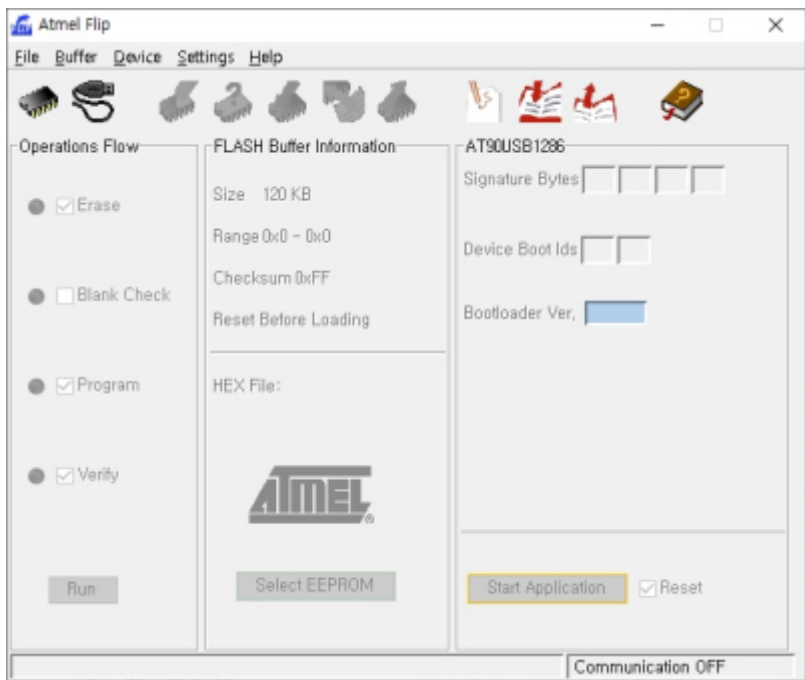 Atmel Flip
File Buffer Device Settings Help
Operations Flow
Erase
Blank Check
Program
Verify
Run
FLASH Buffer Information
Size 120 KB
Range 0x0 - 0x0
Checksum 0xFF
Reset Before Loading
HEX File:
ATMEL
Select EEPROM
AT90USB1286
Signature Bytes
Device Boot Ids
Bootloader Ver,
Start Application
Reset
Communication OFF